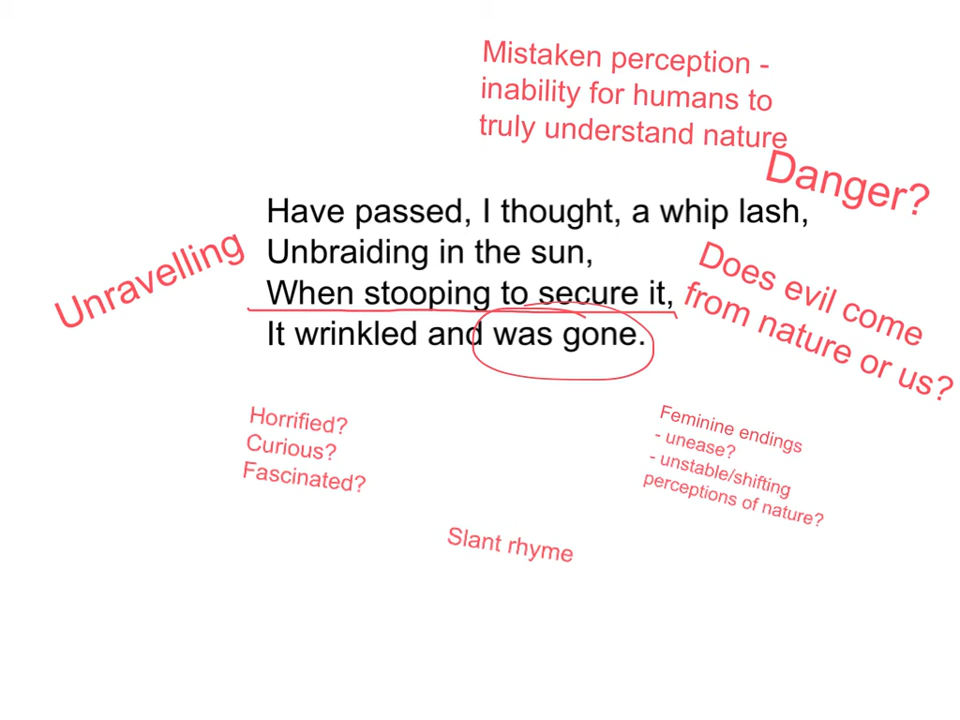 Mistaken perception -
inability for humans to
truly understand nature
Danger?
Have passed, I thought, a whip lash,
Unbraiding in the sun,
When stooping to secure it,
It wrinkled and was gone.
Unravelling
Does evil come
from nature or us?
Horrified?
Curious?
Fascinated?
Feminine endings
- unease?
- unstable/shifting
perceptions of nature?
Slant rhyme